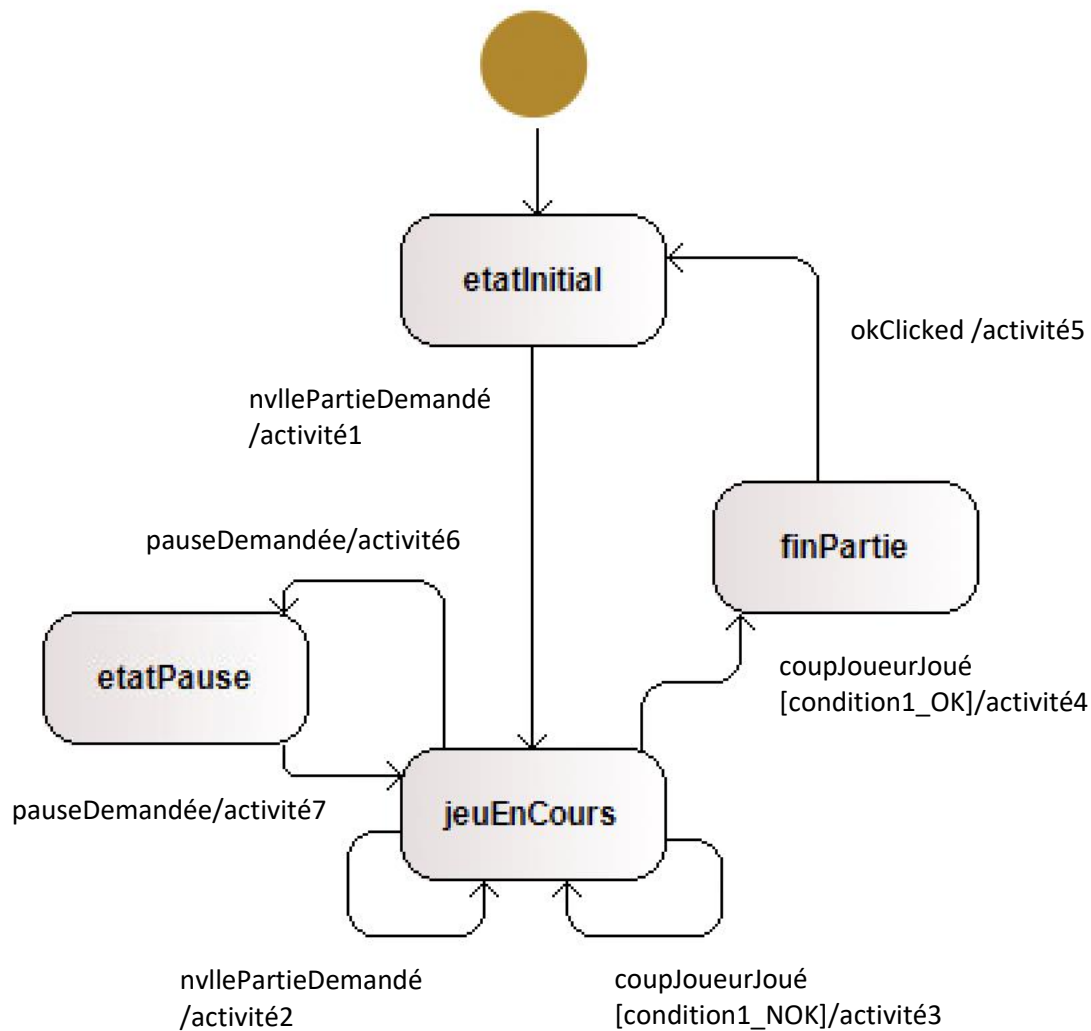 etatInitial
okClicked /activité5
nvllePartieDemandé
/activité1
pauseDemandée/activité6
finPartie
etatPause
coupJoueurJoué
[condition1_OK]/activité4
pauseDemandée/activité7
jeuEnCours
nvllePartieDemandé
/activité2
coupJoueurJoué
[condition1_NOK]/activité3